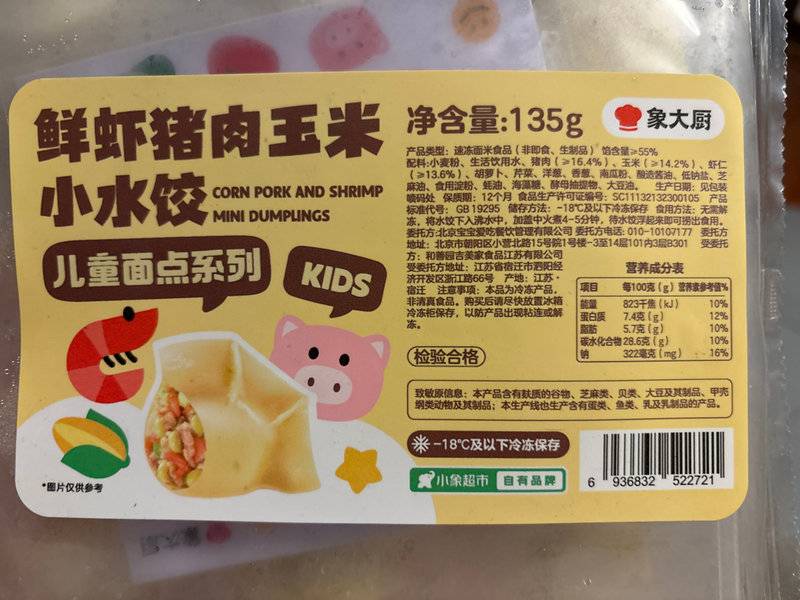 鲜虾猪肉玉米
小水饺
CORN PORK AND SHRIMP
MINI DUMPLINGS
儿童面点系列
KIDS
*图片仅供参考
净含量:135g
象大厨
产品类型: 速冻面米食品（非即食、生制品） 馅含量≥55%
配料:小麦粉、生活饮用水、猪肉（≥16.4%）、玉米（≥14.2%）、虾仁
（≥13.6%）、胡萝卜、芹菜、洋葱、香葱、南瓜粉、酿造酱油、低钠盐、芝
麻油、食用淀粉、蚝油、海藻糖、酵母抽提物、大豆油。 生产日期: 见包装
喷码处 保质期: 12个月 食品生产许可证编号: SC11132132300105 产品
标准代号: GB 19295 储存方法: -18℃及以下冷冻保存 食用方法: 无需解
冻，将水饺下入沸水中，加盖中火煮4-5分钟，待水饺浮起来即可捞出食用。
委托方:北京宝宝爱吃餐饮管理有限公司 委托方电话: 010-10107177 委托方
地址: 北京市朝阳区小营北路15号院1号楼-3至14层101内3层B301 受委托
方: 和善园吉美家食品江苏有限公司
受委托方地址: 江苏省宿迁市泗阳经
济开发区浙江路66号 产地: 江苏·
宿迁 注意事项: 本品为冷冻产品，
非清真食品。购买后请尽快放置冰箱
冷冻柜保存，以防产品出现粘连或解
冻。
营养成分表
项目 每100克（g） 营养素参考值%
能量 823千焦（kJ） 10%
蛋白质 7.4克（g） 12%
脂肪 5.7克（g） 10%
碳水化合物 28.6克（g） 10%
钠 322毫克（mg） 16%
检验合格
致敏原信息: 本产品含有麸质的谷物、芝麻类、贝类、大豆及其制品、甲壳
纲类动物及其制品；本生产线也生产含有蛋类、鱼类、乳及乳制品的产品。
-18℃及以下冷冻保存
小象超市 自有品牌
6 936832 522721
象大厨